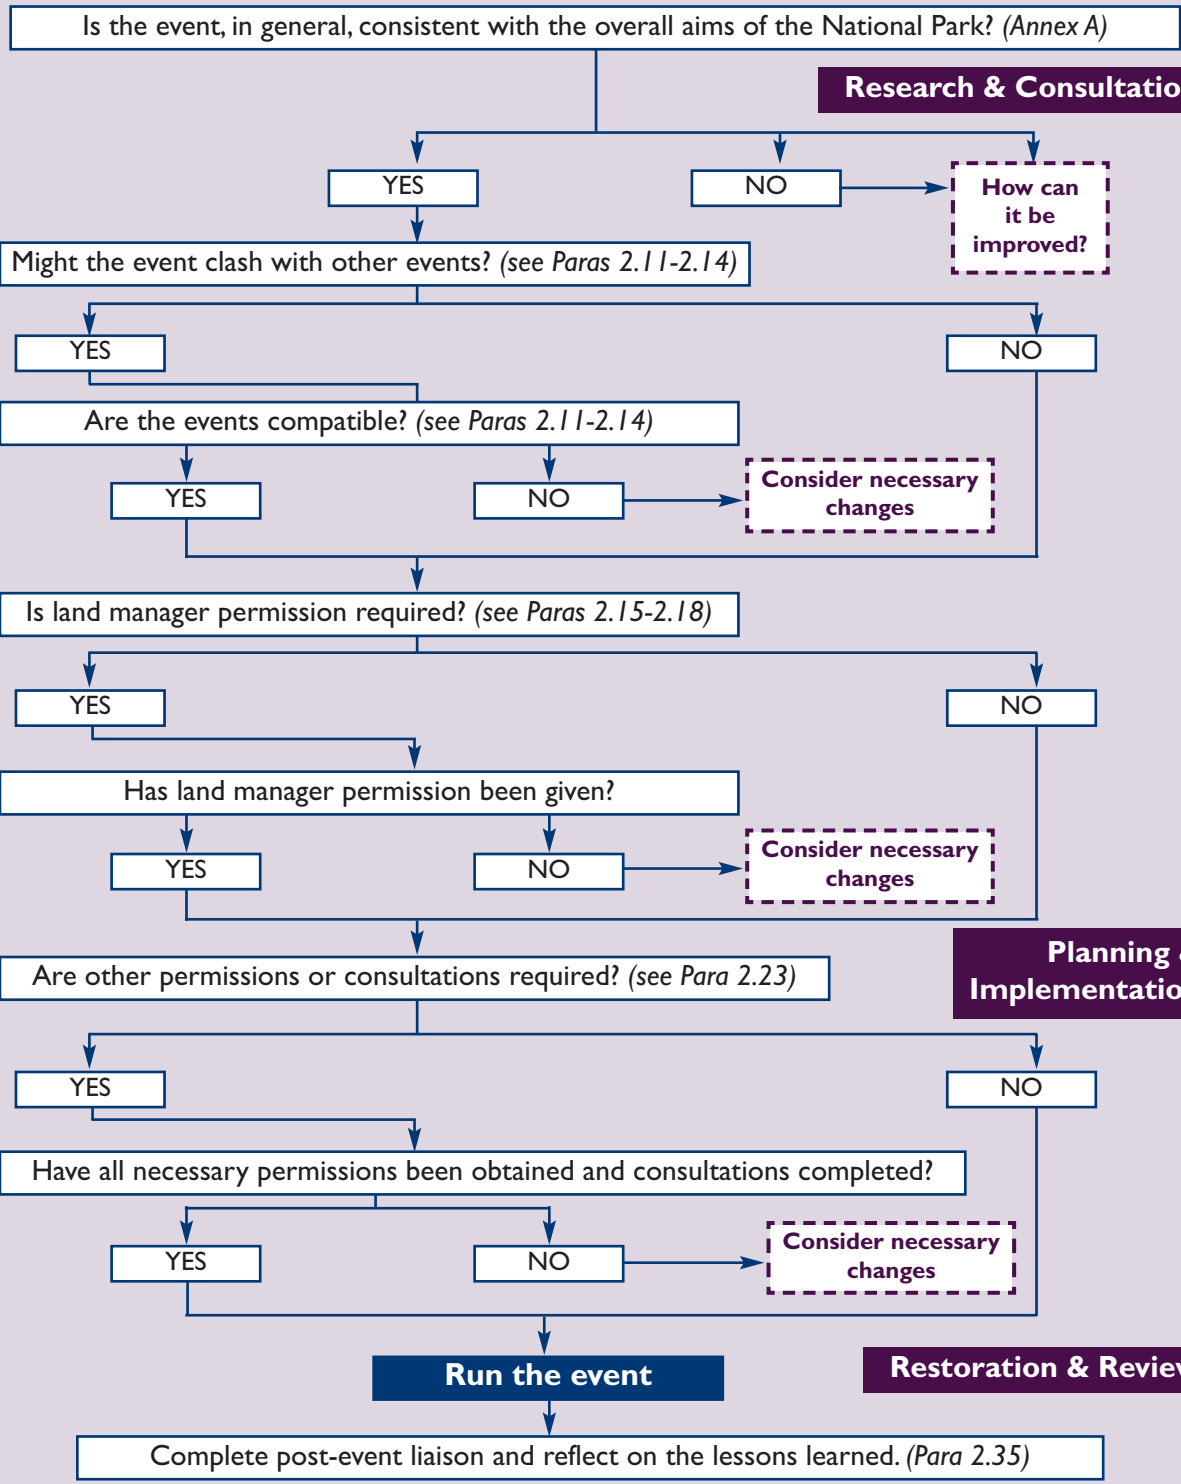 Is the event, in general, consistent with the overall aims of the National Park? (Annex A)
Research & Consultatio
YES
NO
How can
it be
improved?
Might the event clash with other events? (see Paras 2.11-2.14)
YES
NO
Are the events compatible? (see Paras 2.11-2.14)
YES
NO
Consider necessary
changes
Is land manager permission required? (see Paras 2.15-2.18)
YES
NO
Has land manager permission been given?
YES
NO
Consider necessary
changes
Planning &
Implementatio
Are other permissions or consultations required? (see Para 2.23)
YES
NO
Have all necessary permissions been obtained and consultations completed?
YES
NO
Consider necessary
changes
Run the event
Restoration & Review
Complete post-event liaison and reflect on the lessons learned. (Para 2.35)